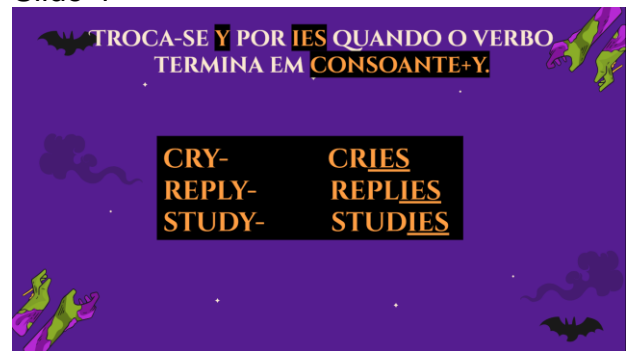 TROCA-SE Y POR IES QUANDO O VERBO
TERMINA EM CONSOANTE+Y.
CRY- CRIES
REPLY- REPLIES
STUDY- STUDIES